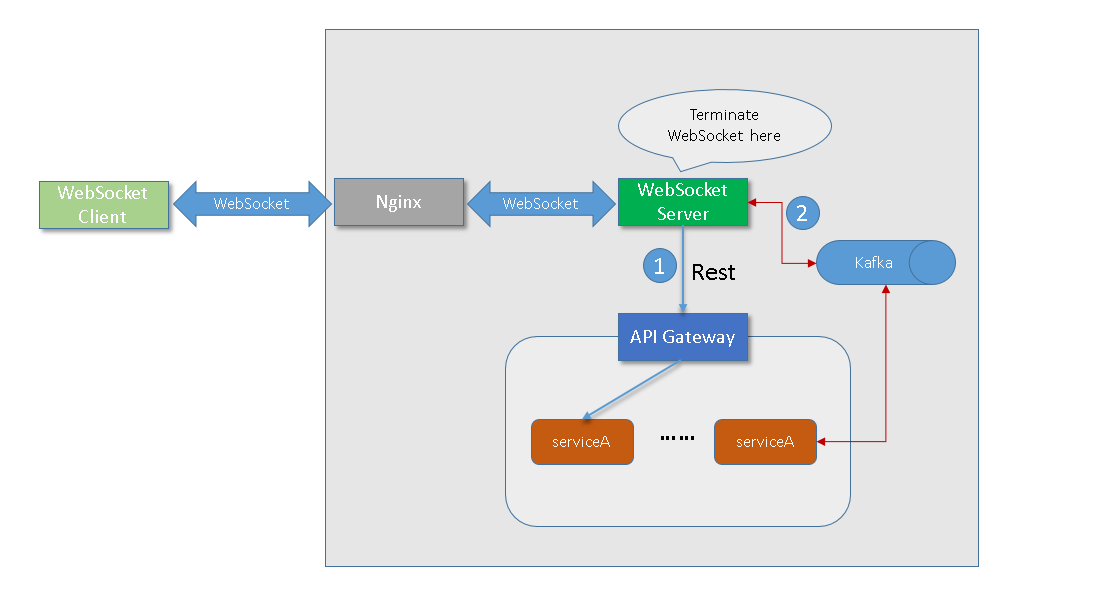 Terminate
WebSocket here
WebSocket
Client
WebSocket
Nginx
WebSocket
WebSocket
Server
2
1
Rest
Kafka
API Gateway
serviceA
......
serviceA